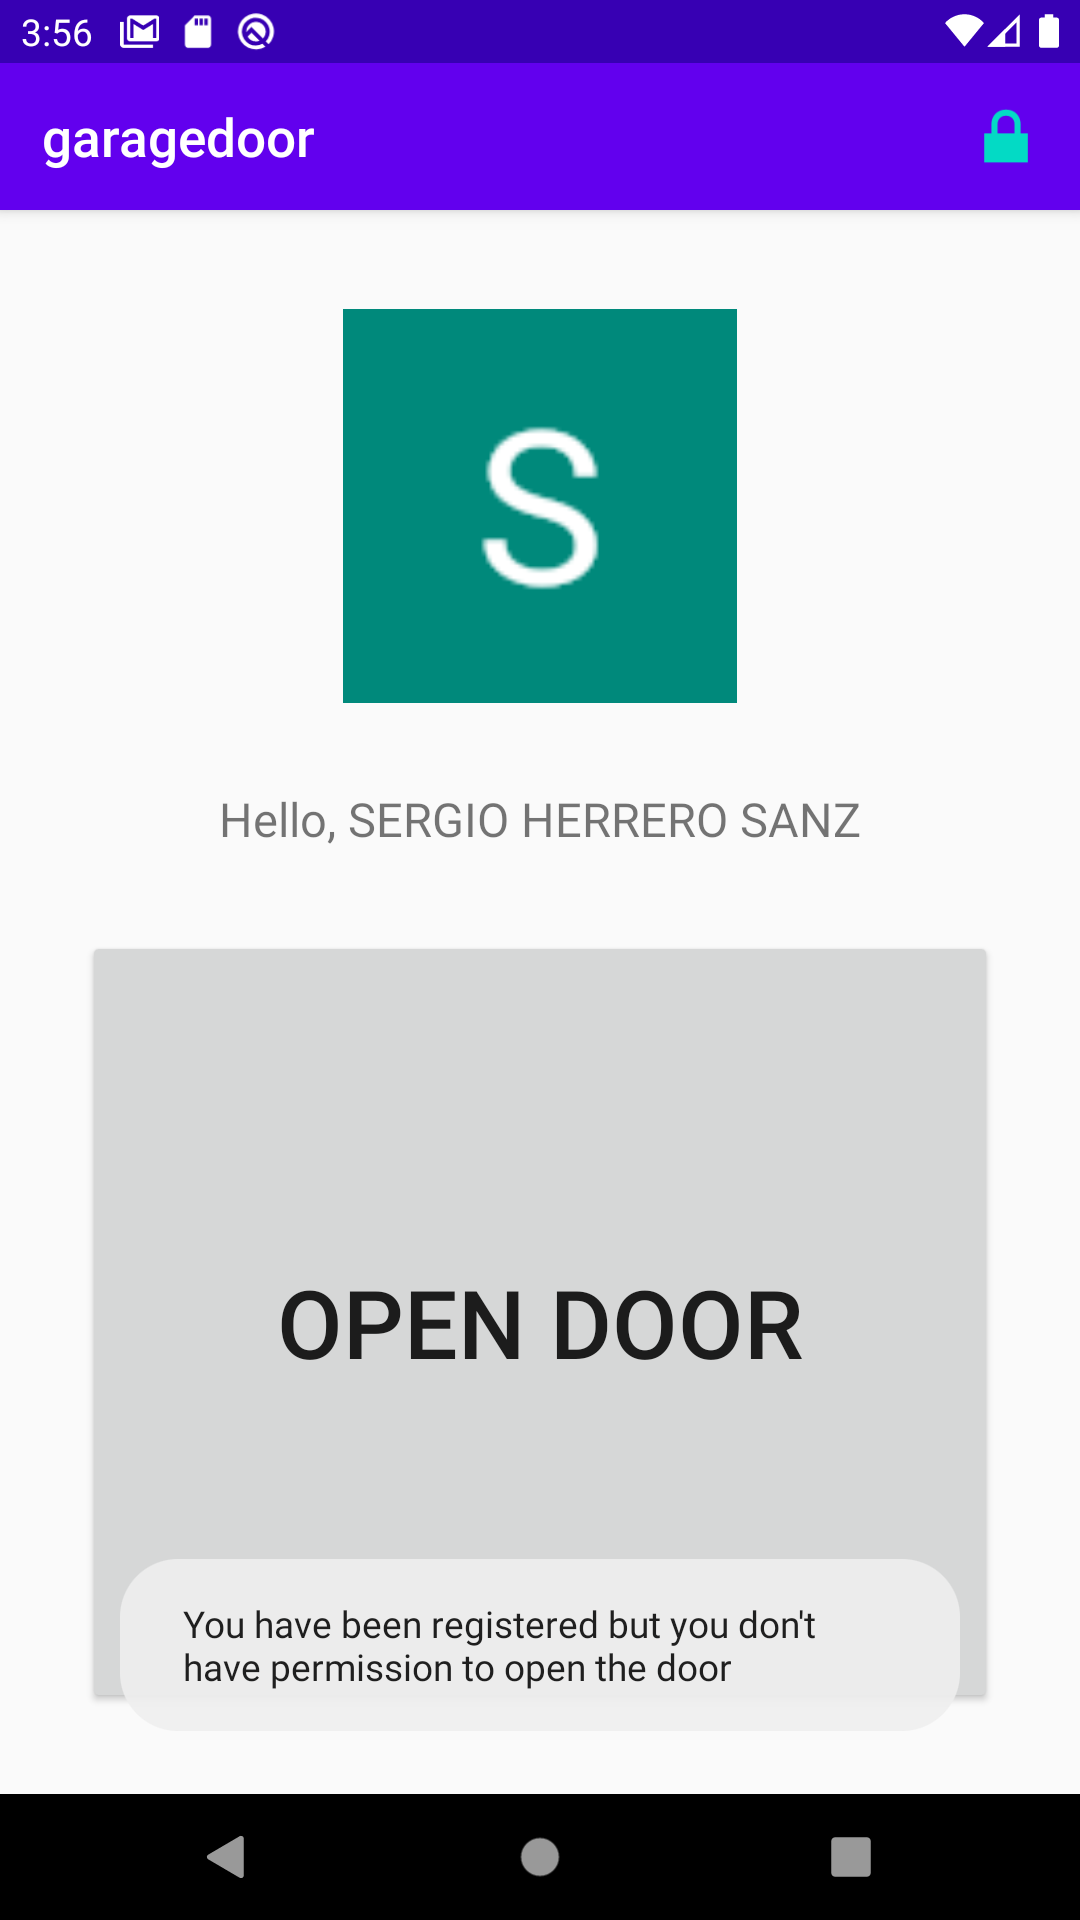 3:56
garagedoor
S
Hello, SERGIO HERRERO SANZ
OPEN DOOR
You have been registered but you don't
have permission to open the door